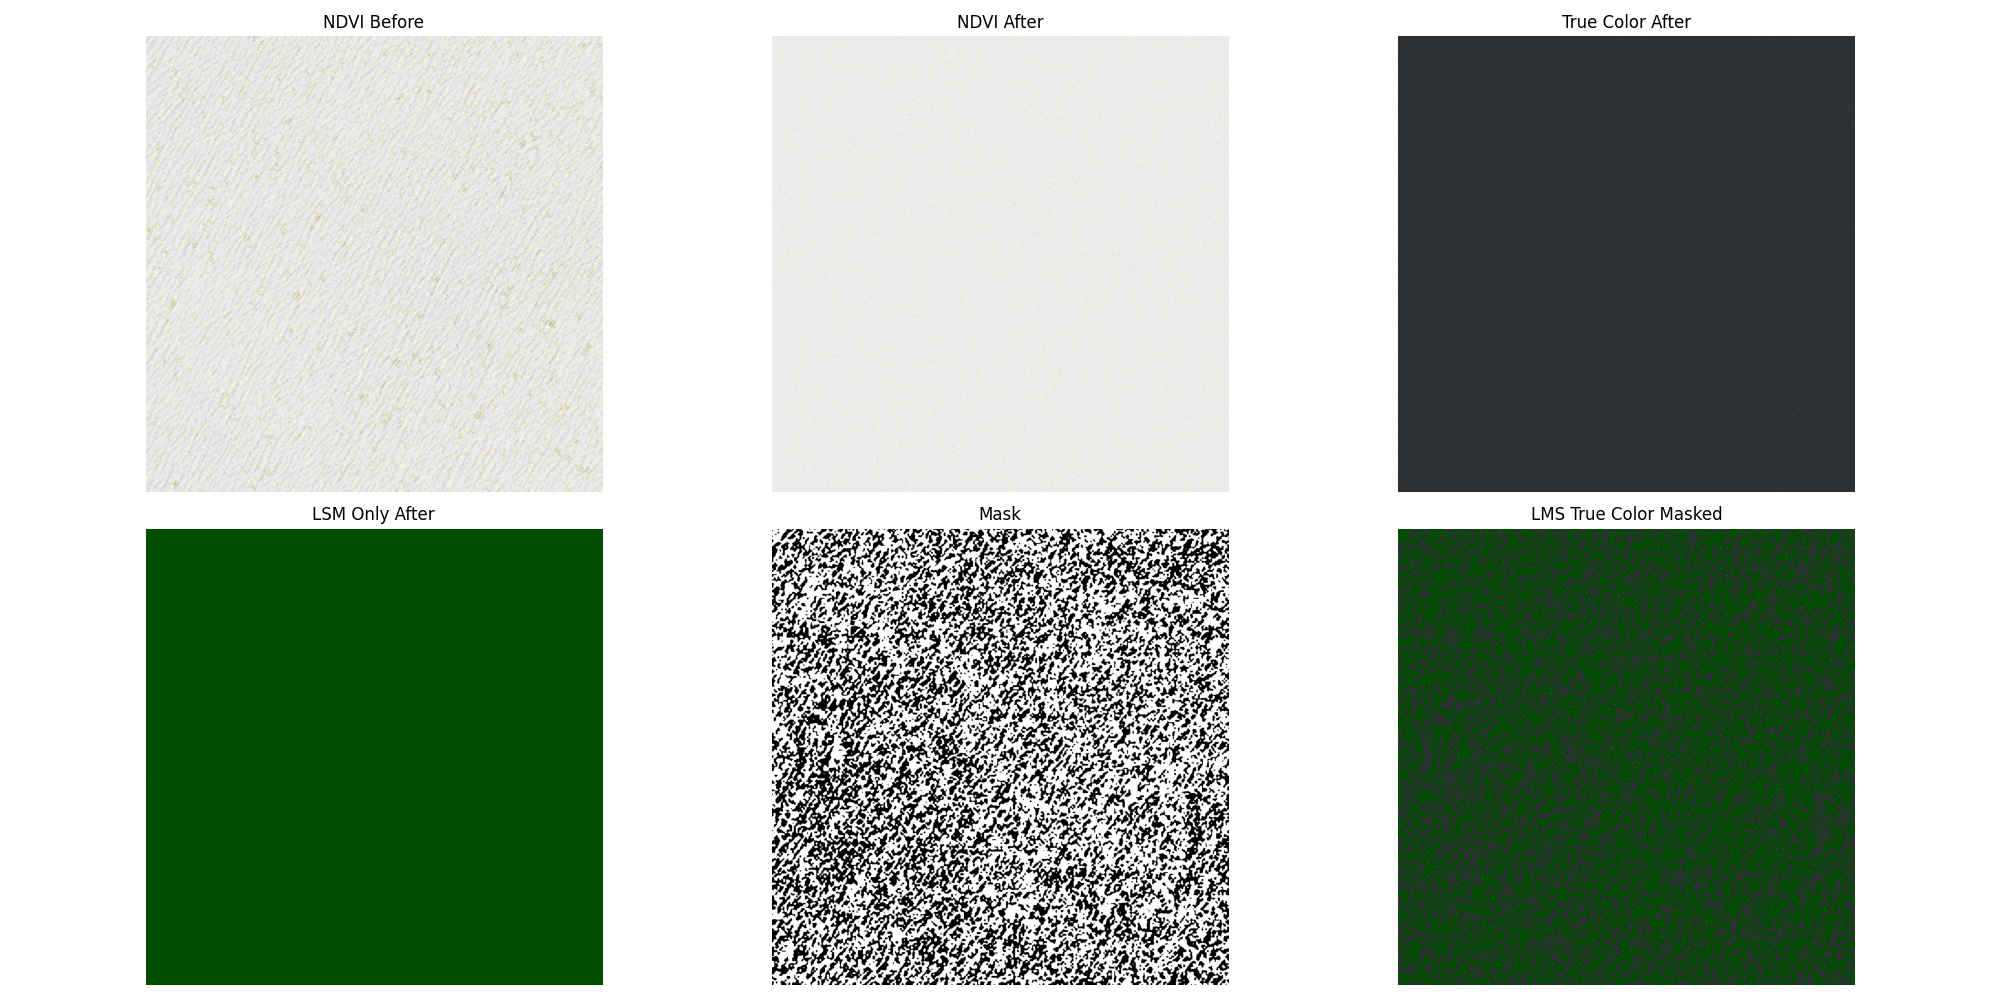 NDVI Before
NDVI After
True Color After
LSM Only After
Mask
LMS True Color Masked